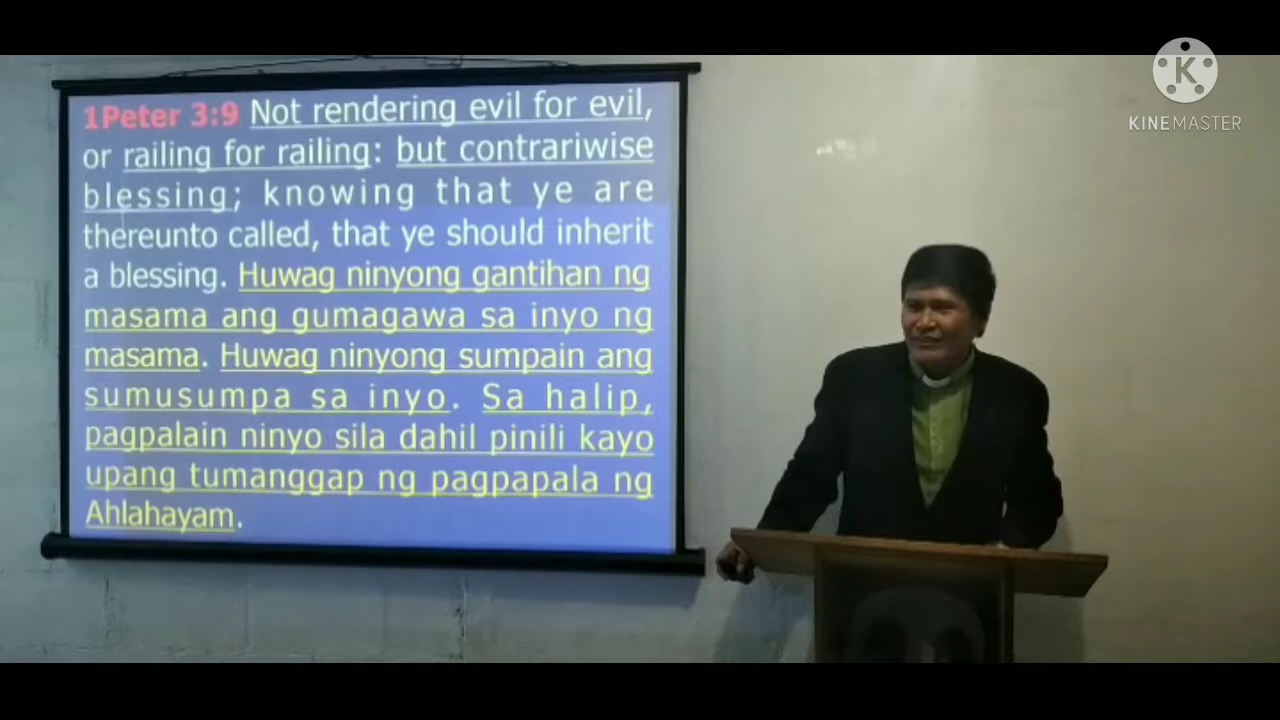 1Peter 3:9 Not rendering evil for evil,
or railing for railing: but contrariwise
blessing; knowing that ye are
thereunto called, that ye should inherit
a blessing. Huwag ninyong gantihan ng
masama ang gumagawa sa inyo ng
masama. Huwag ninyong sumpain ang
sumusumpa sa inyo. Sa halip,
pagpalain ninyo sila dahil pinili kayo
upang tumanggap ng pagpapala ng
Ahlahayam.
K
KINEMASTER